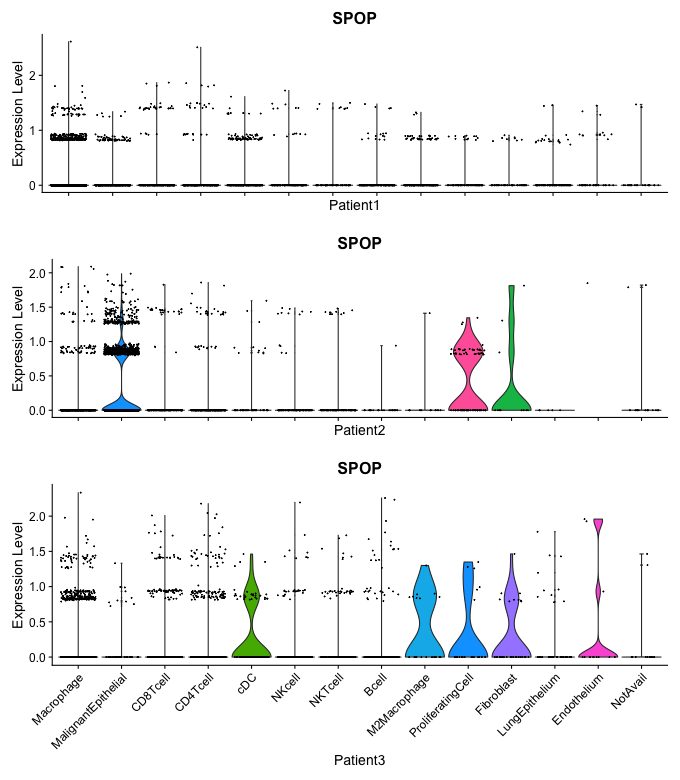 SPOP
Expression Level
2
1
0
Patient1
SPOP
Expression Level
2.0
1.5
1.0
0.5
0.0
Patient2
SPOP
Expression Level
2.0
1.5
1.0
0.5
0.0
Macrophage
MalignantEpithelial
CD8Tcell
CD4Tcell
cDC
NKcell
NKTcell
Bcell
M2Macrophage
ProliferatingCell
Fibroblast
LungEpithelium
Endothelium
NotAvail
Patient3